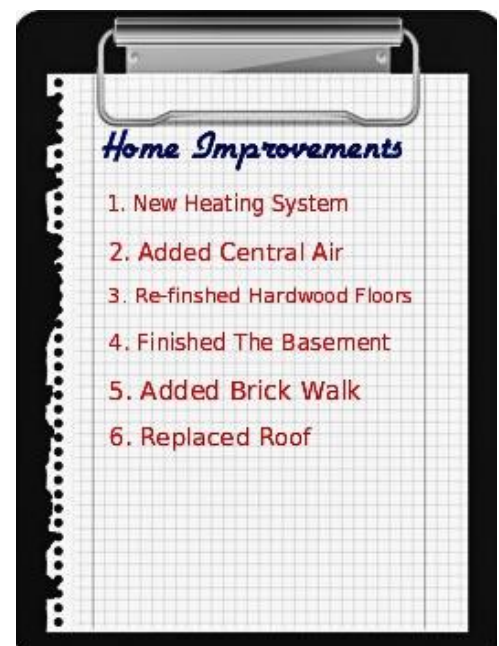 Home Improvements
1. New Heating System
2. Added Central Air
3. Re-finshed Hardwood Floors
4. Finished The Basement
5. Added Brick Walk
6. Replaced Roof